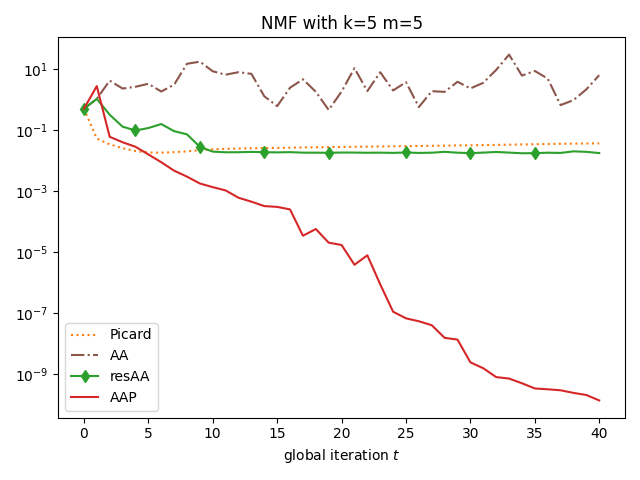 NMF with k=5 m=5
10^1
10^-1
10^-3
10^-5
10^-7
10^-9
Picard
AA
resAA
AAP
0 5 10 15 20 25 30 35 40
global iteration t